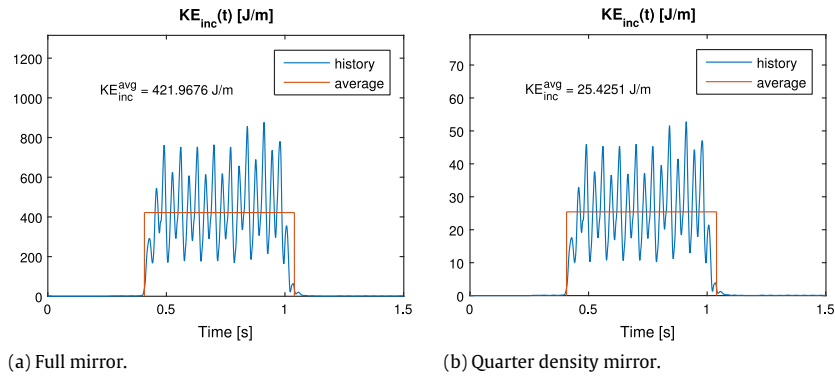 KE_inc(t) [J/m]
1200
1000
800
600
400
200
0
KE_inc^avg = 421.9676 J/m
history
average
0
0.5
1
1.5
Time [s]
(a) Full mirror.
KE_inc(t) [J/m]
70
60
50
40
30
20
10
0
KE_inc^avg = 25.4251 J/m
history
average
0
0.5
1
1.5
Time [s]
(b) Quarter density mirror.